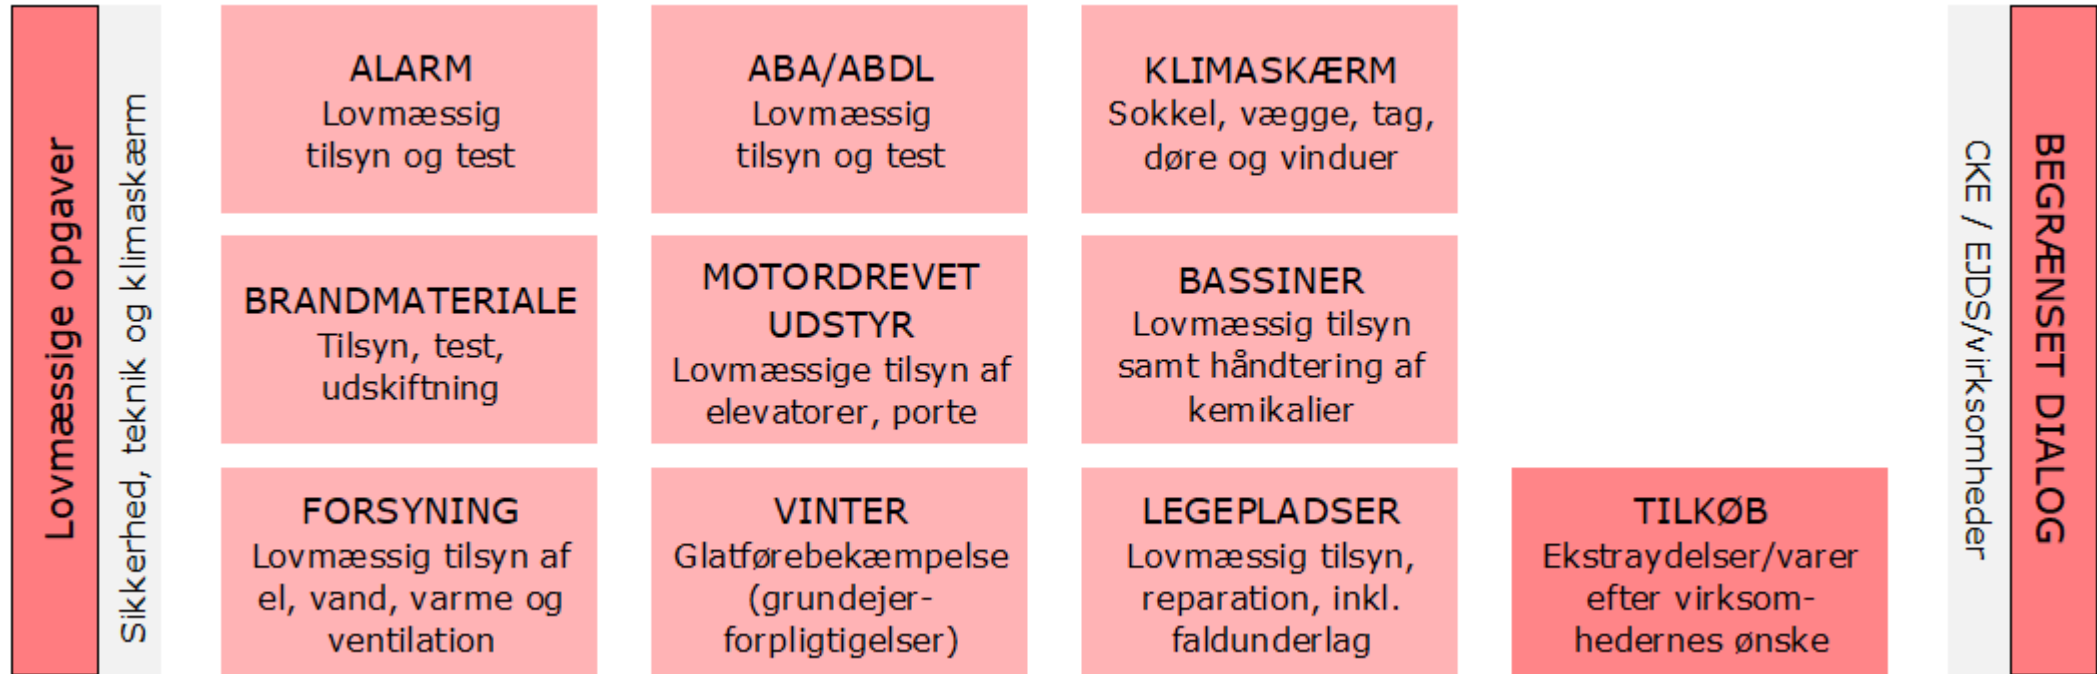 Lovmæssige opgaver
Sikkerhed, teknik og klimaskærm
ALARM
Lovmæssig
tilsyn og test
ABA/ABDL
Lovmæssig
tilsyn og test
KLIMASKÆRM
Sokkel, vægge, tag,
døre og vinduer
BRANDMATERIALE
Tilsyn, test,
udskiftning
MOTORDREVET
UDSTYR
Lovmæssige tilsyn af
elevatorer, porte
BASSINER
Lovmæssig tilsyn
samt håndtering af
kemikalier
FORSYNING
Lovmæssig tilsyn af
el, vand, varme og
ventilation
VINTER
Glatførebekæmpelse
(grundejer-
forpligtigelser)
LEGEPLADSER
Lovmæssig tilsyn,
reparation, inkl.
faldunderlag
TILKØB
Ekstraydelser/varer
efter virksom-
hedernes ønske
CKE / EJDS/virksomheder
BEGRÆNSET DIALOG